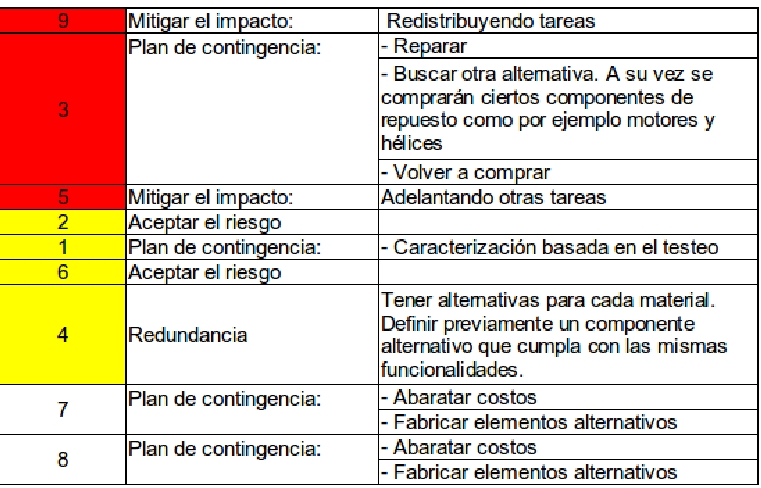 9 Mitigar el impacto: Redistribuyendo tareas
3 Plan de contingencia: - Reparar
- Buscar otra alternativa. A su vez se
comprarán ciertos componentes de
repuesto como por ejemplo motores y
hélices
- Volver a comprar
5 Mitigar el impacto: Adelantando otras tareas
2 Aceptar el riesgo
1 Plan de contingencia: - Caracterización basada en el testeo
6 Aceptar el riesgo
4 Redundancia Tener alternativas para cada material.
Definir previamente un componente
alternativo que cumpla con las mismas
funcionalidades.
7 Plan de contingencia: - Abaratar costos
- Fabricar elementos alternativos
8 Plan de contingencia: - Abaratar costos
- Fabricar elementos alternativos